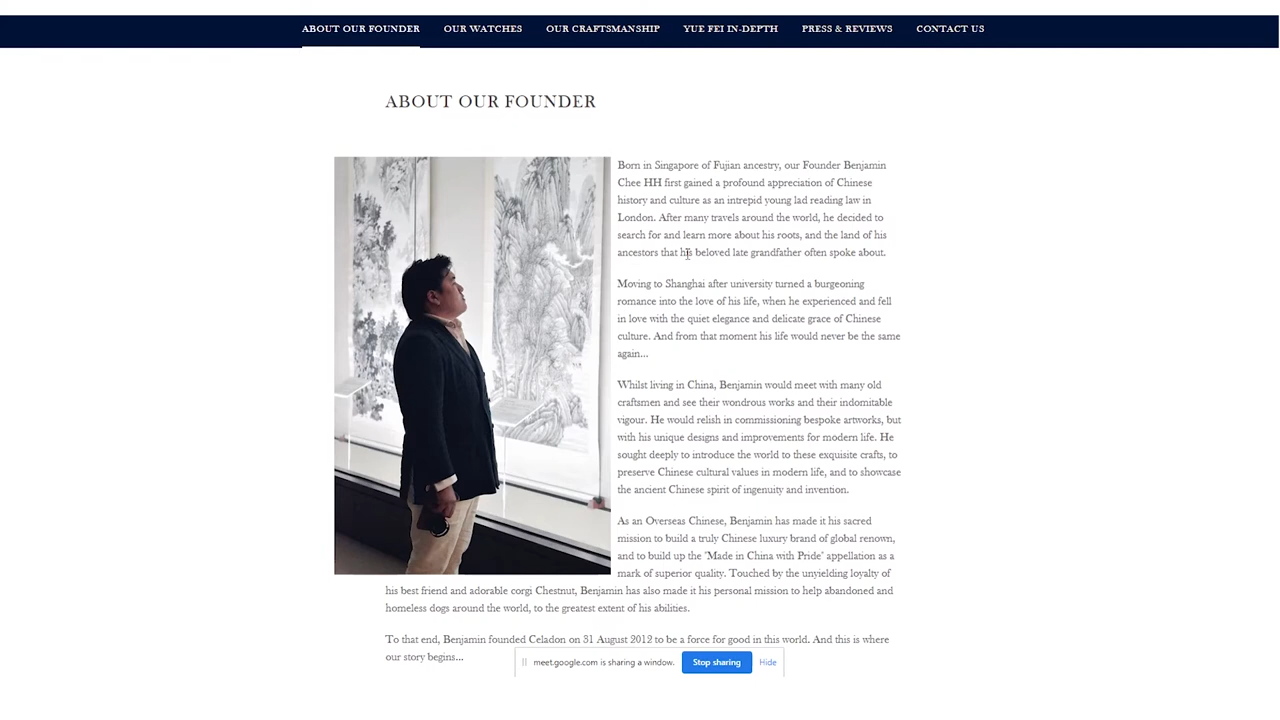 ABOUT OUR FOUNDER OUR WATCHES OUR CRAFTSMANSHIP YUE FEI IN-DEPTH PRESS & REVIEWS CONTACT US
ABOUT OUR FOUNDER
Born in Singapore of Fujian ancestry, our Founder Benjamin
Chee HH first gained a profound appreciation of Chinese
history and culture as an intrepid young lad reading law in
London. After many travels around the world, he decided to
search for and learn more about his roots, and the land of his
ancestors that his beloved late grandfather often spoke about.
Moving to Shanghai after university turned a burgeoning
romance into the love of his life, when he experienced and fell
in love with the quiet elegance and delicate grace of Chinese
culture. And from that moment his life would never be the same
again...
Whilst living in China, Benjamin would meet with many old
craftsmen and see their wondrous works and their indomitable
vigour. He would relish in commissioning bespoke artworks, but
with his unique designs and improvements for modern life. He
sought deeply to introduce the world to these exquisite crafts, to
preserve Chinese cultural values in modern life, and to showcase
the ancient Chinese spirit of ingenuity and invention.
As an Overseas Chinese, Benjamin has made it his sacred
mission to build a truly Chinese luxury brand of global renown,
and to build up the "Made in China with Pride" appellation as a
mark of superior quality. Touched by the unyielding loyalty of
his best friend and adorable corgi Chestnut, Benjamin has also made it his personal mission to help abandoned and
homeless dogs around the world, to the greatest extent of his abilities.
To that end, Benjamin founded Celadon on 31 August 2012 to be a force for good in this world. And this is where
our story begins...
meet.google.com is sharing a window. Stop sharing Hide